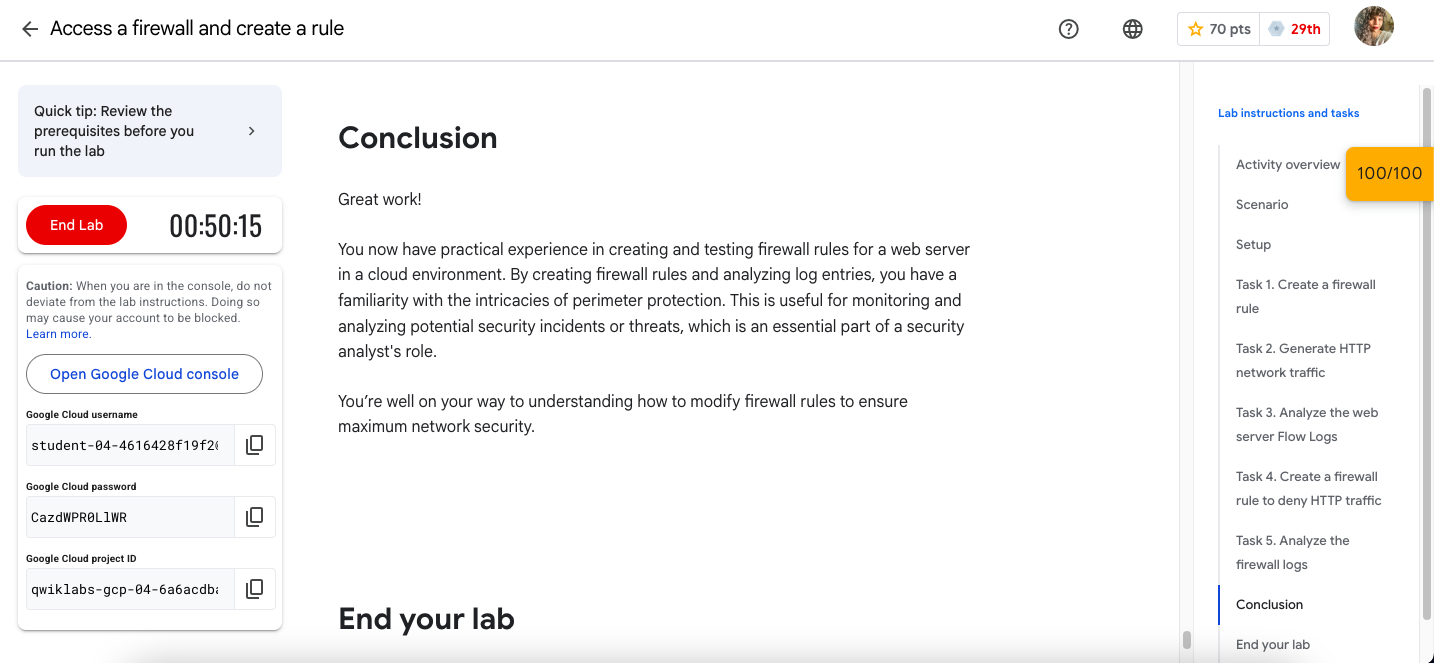 Access a firewall and create a rule
70 pts
29th
Quick tip: Review the
prerequisites before you
run the lab
End Lab
00:50:15
Caution: When you are in the console, do not
deviate from the lab instructions. Doing so
may cause your account to be blocked.
Learn more.
Open Google Cloud console
Google Cloud username
student-04-4616428f19f2
Google Cloud password
CazdWPR0LlWR
Google Cloud project ID
qwiklabs-gcp-04-6a6acdba
Conclusion
Great work!
You now have practical experience in creating and testing firewall rules for a web server
in a cloud environment. By creating firewall rules and analyzing log entries, you have a
familiarity with the intricacies of perimeter protection. This is useful for monitoring and
analyzing potential security incidents or threats, which is an essential part of a security
analyst's role.
You’re well on your way to understanding how to modify firewall rules to ensure
maximum network security.
End your lab
Lab instructions and tasks
Activity overview
100/100
Scenario
Setup
Task 1. Create a firewall
rule
Task 2. Generate HTTP
network traffic
Task 3. Analyze the web
server Flow Logs
Task 4. Create a firewall
rule to deny HTTP traffic
Task 5. Analyze the
firewall logs
Conclusion
End your lab